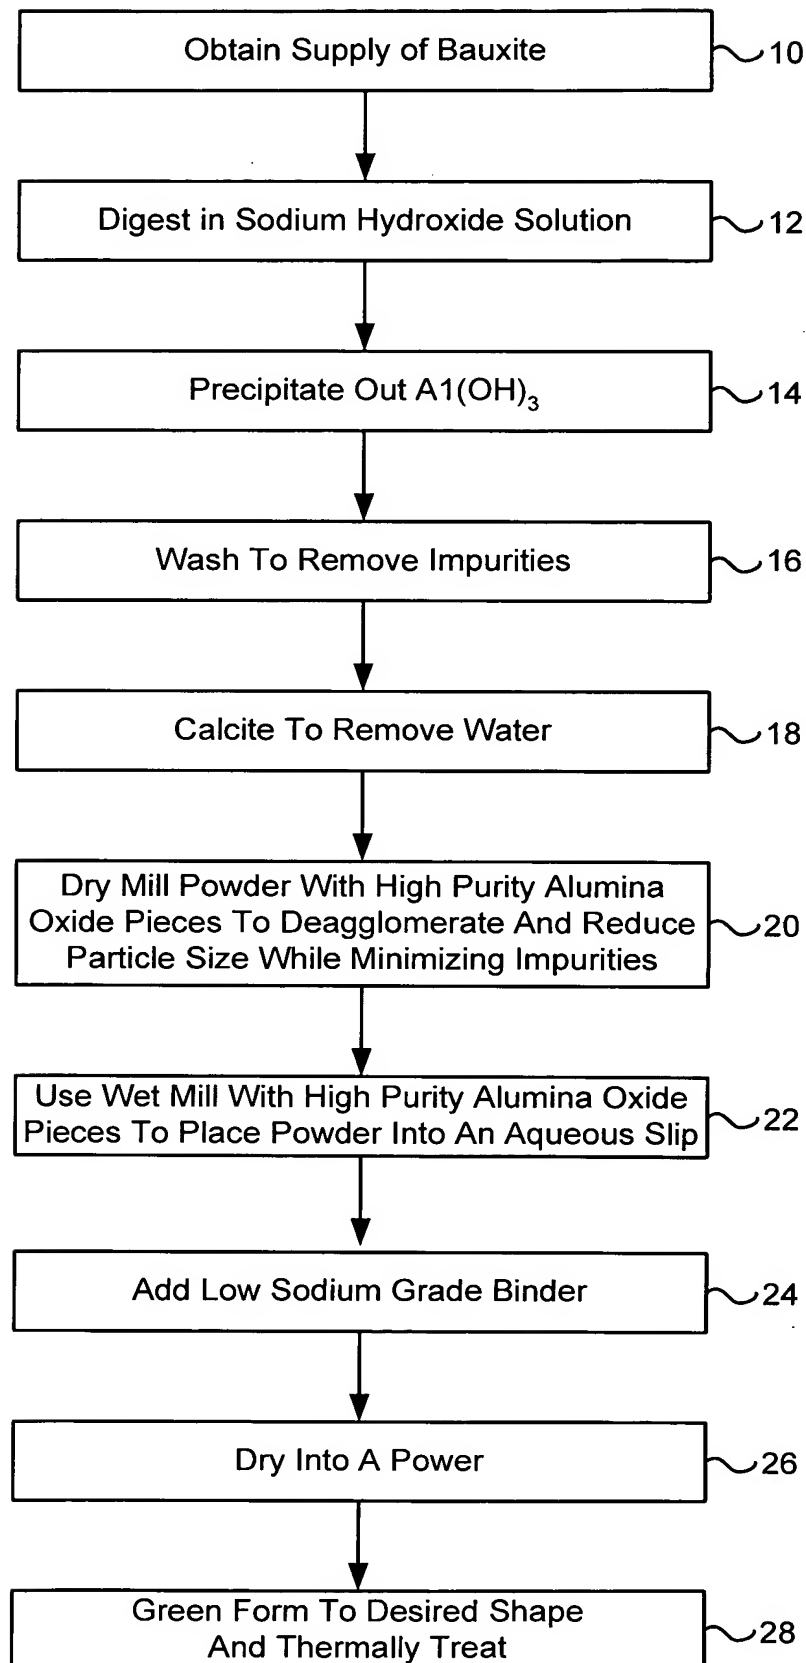 Obtain Supply of Bauxite
10
Digest in Sodium Hydroxide Solution
12
Precipitate Out A1(OH)₃
14
Wash To Remove Impurities
16
Calcite To Remove Water
18
Dry Mill Powder With High Purity Alumina
Oxide Pieces To Deagglomerate And Reduce
Particle Size While Minimizing Impurities
20
Use Wet Mill With High Purity Alumina Oxide
Pieces To Place Powder Into An Aqueous Slip
22
Add Low Sodium Grade Binder
24
Dry Into A Power
26
Green Form To Desired Shape
And Thermally Treat
28